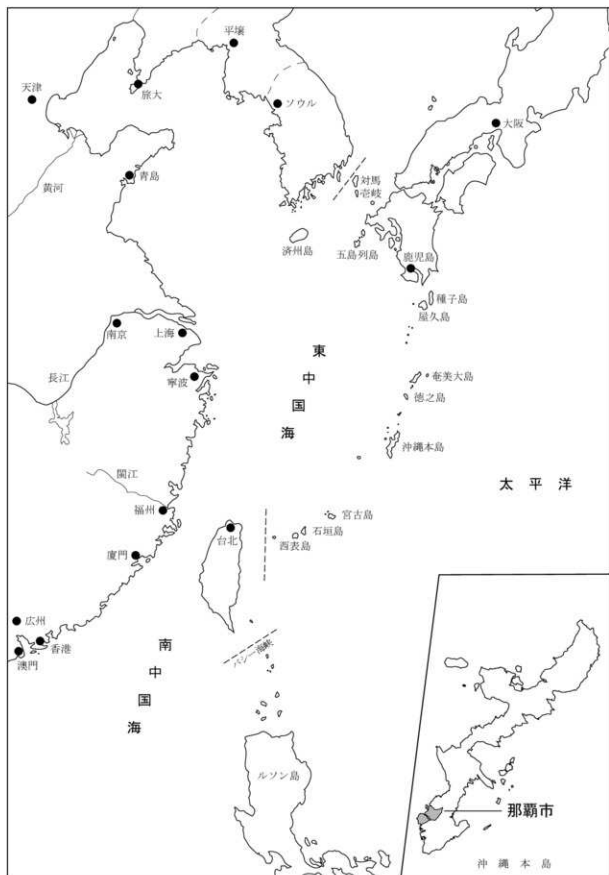 平壌
天津
旅大
ソウル
大阪
青島
黄河
対馬
壱岐
済州島
五島列島
鹿児島
種子島
屋久島
南京
上海
東中国海
長江
寧波
奄美大島
徳之島
沖縄本島
閩江
太平洋
福州
宮古島
台北
石垣島
西表島
廈門
広州
香港
澳門
南中国海
バシー海峡
ルソン島
那覇市
沖縄本島